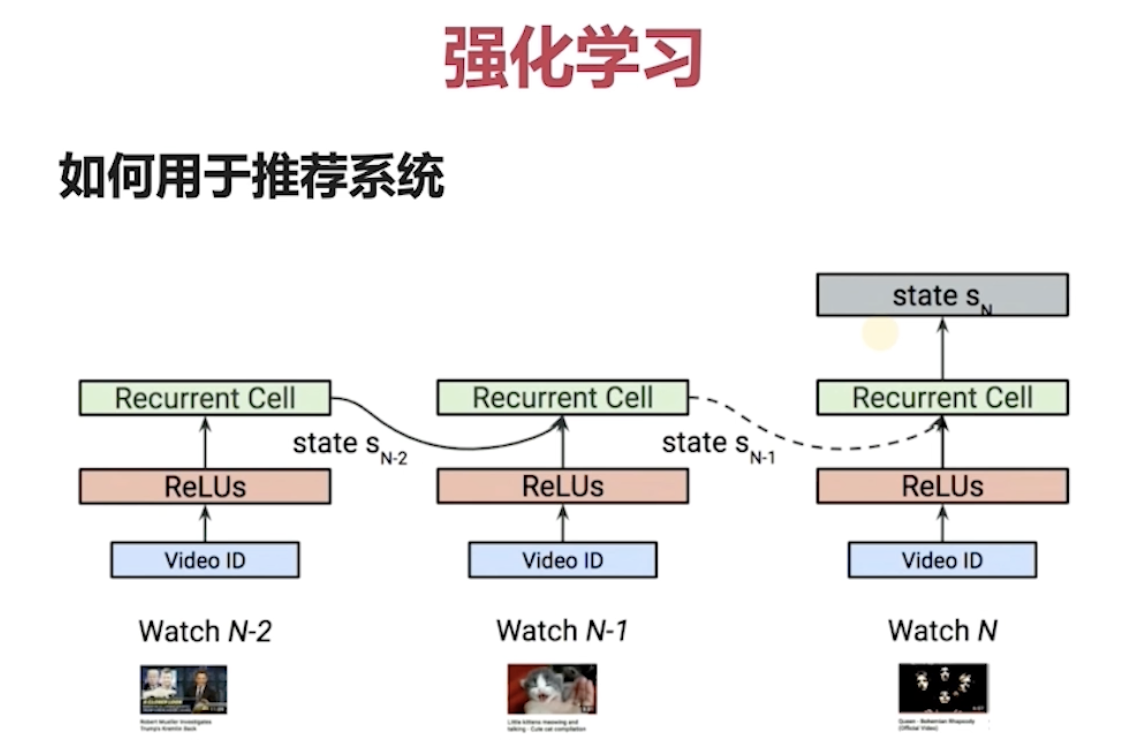 强化学习
如何用于推荐系统
state s_N
Recurrent Cell Recurrent Cell Recurrent Cell
state s_N-2 state s_N-1
ReLUs ReLUs ReLUs
Video ID Video ID Video ID
Watch N-2 Watch N-1 Watch N
Robert Mueller Investigates Little kittens meowing and Queen - Bohemian Rhapsody
Trump's Kremlin Back talking - Cute cat compilation (Official Video)